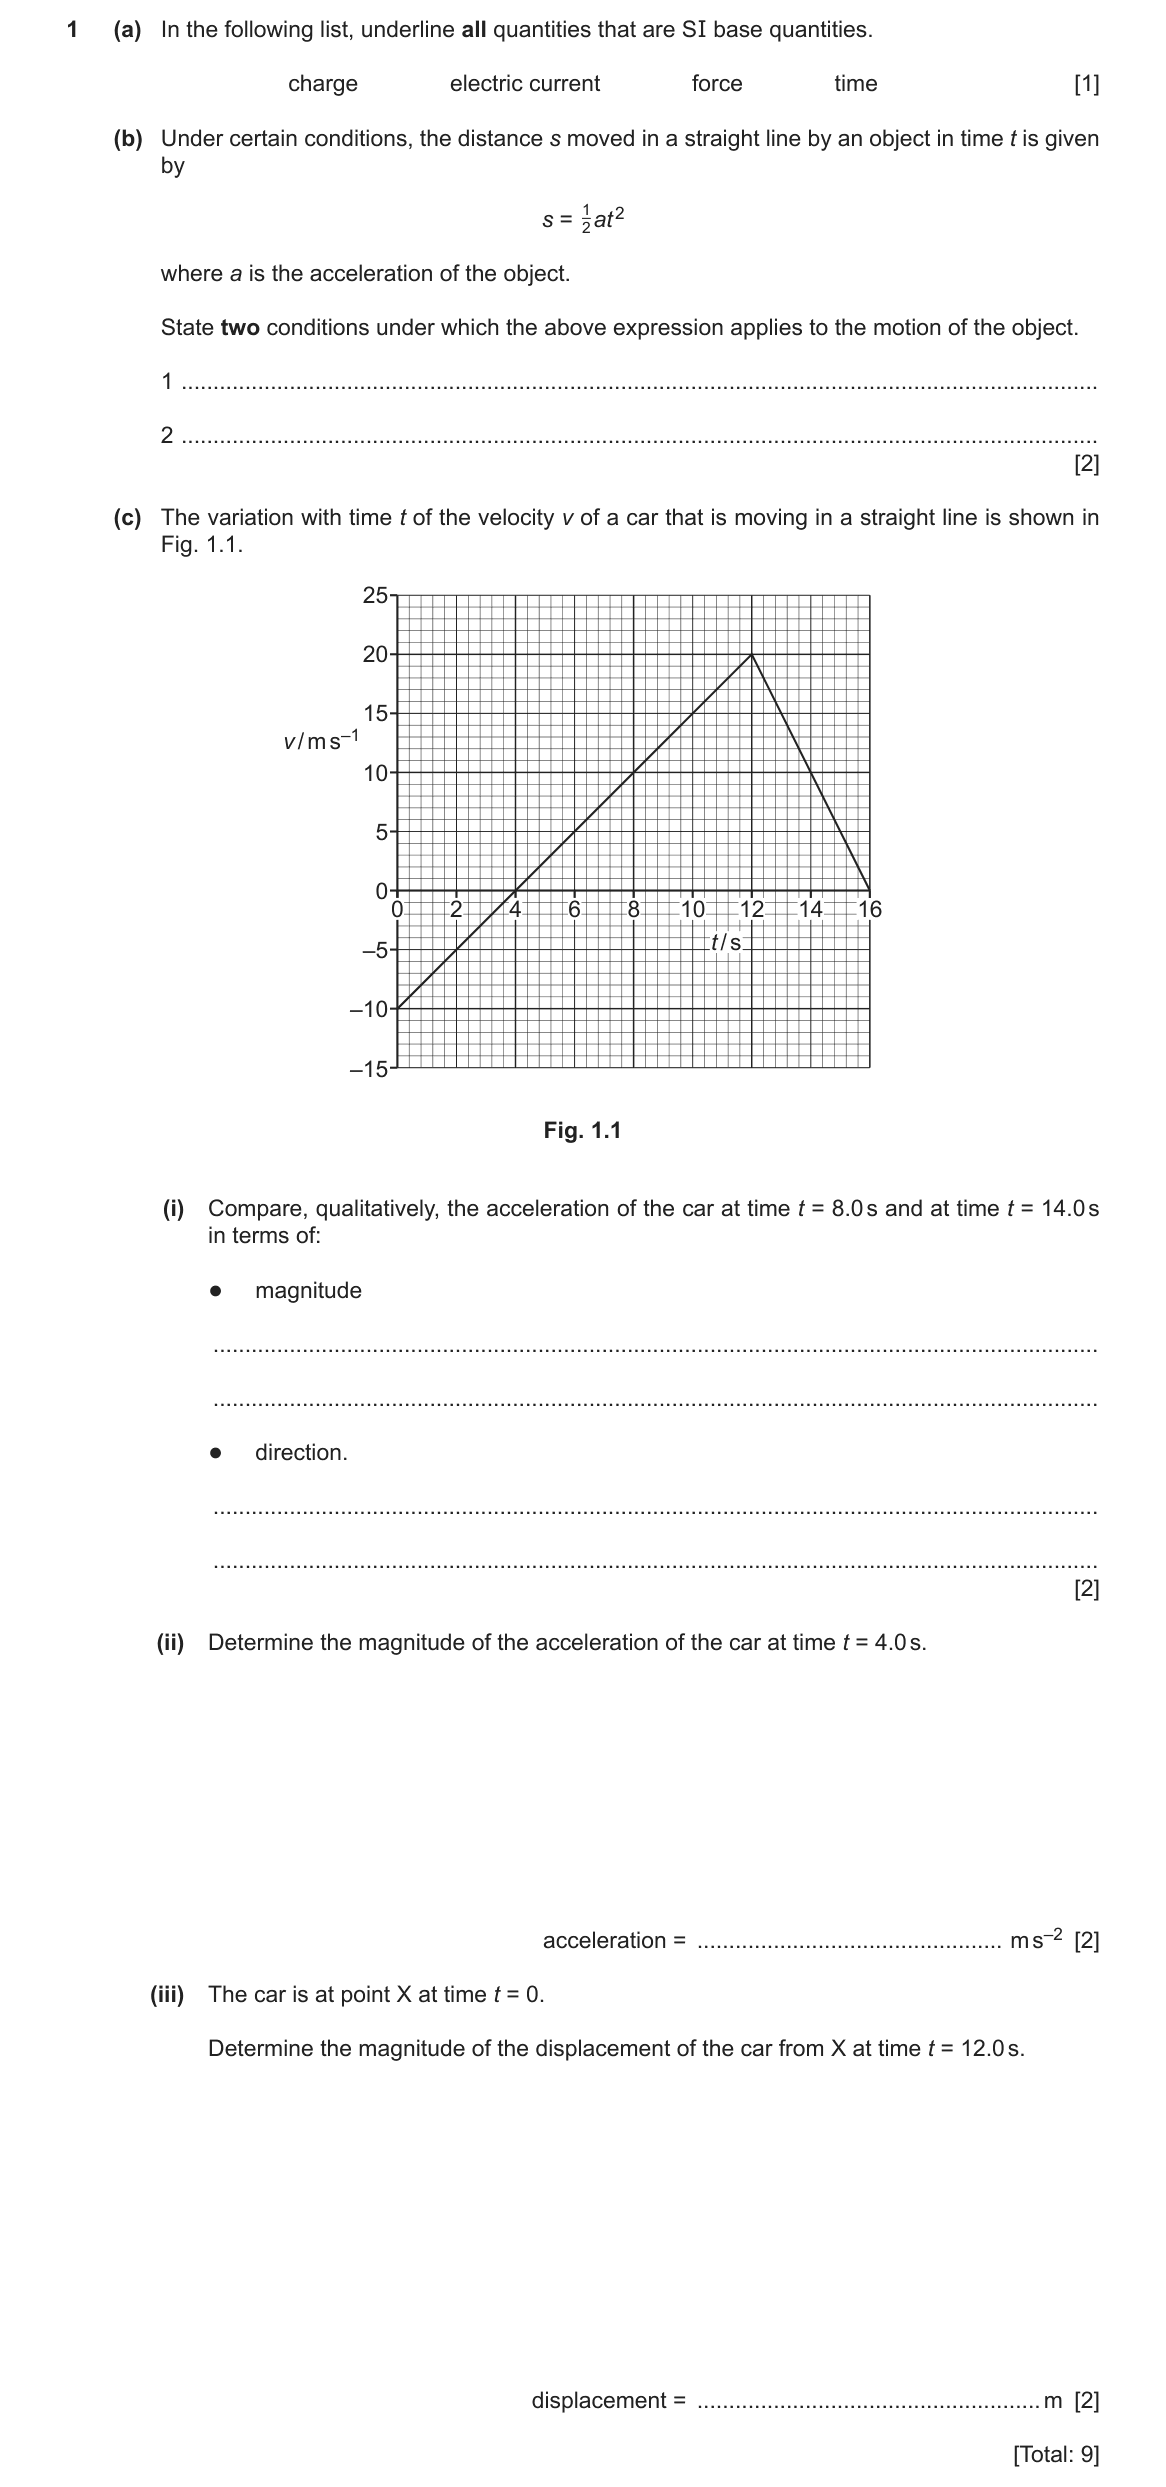 1 (a) In the following list, underline all quantities that are SI base quantities.
charge electric current force time [1]
(b) Under certain conditions, the distance s moved in a straight line by an object in time t is given
by
s = ½at²
where a is the acceleration of the object.
State two conditions under which the above expression applies to the motion of the object.
1 ..........................................................................................................................................
2 ..........................................................................................................................................
[2]
(c) The variation with time t of the velocity v of a car that is moving in a straight line is shown in
Fig. 1.1.
25
20
15
v / m s⁻¹
10
5
0
0 2 4 6 8 10 12 14 16
t / s
–5
–10
–15
Fig. 1.1
(i) Compare, qualitatively, the acceleration of the car at time t = 8.0 s and at time t = 14.0 s
in terms of:
● magnitude
..........................................................................................................................................
..........................................................................................................................................
● direction.
..........................................................................................................................................
..........................................................................................................................................
[2]
(ii) Determine the magnitude of the acceleration of the car at time t = 4.0 s.
acceleration = ................................................ m s⁻² [2]
(iii) The car is at point X at time t = 0.
Determine the magnitude of the displacement of the car from X at time t = 12.0 s.
displacement = ...................................................... m [2]
[Total: 9]